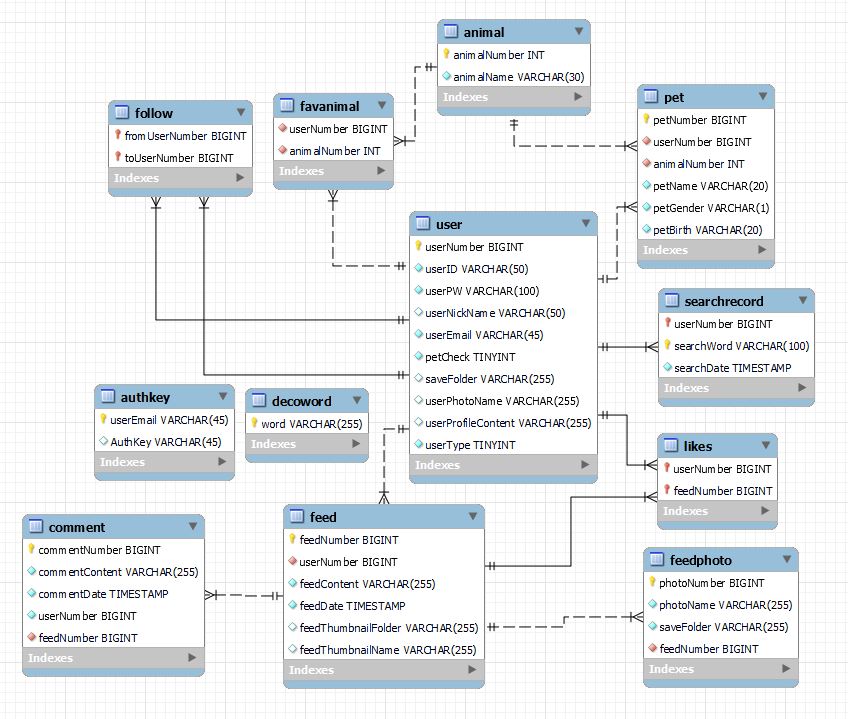 animal
animalNumber INT
animalName VARCHAR(30)
Indexes
pet
petNumber BIGINT
userNumber BIGINT
animalNumber INT
petName VARCHAR(20)
petGender VARCHAR(1)
petBirth VARCHAR(20)
Indexes
follow
fromUserNumber BIGINT
toUserNumber BIGINT
Indexes
favanimal
userNumber BIGINT
animalNumber INT
Indexes
user
userNumber BIGINT
userID VARCHAR(50)
userPW VARCHAR(100)
userNickName VARCHAR(50)
userEmail VARCHAR(45)
petCheck TINYINT
saveFolder VARCHAR(255)
userPhotoName VARCHAR(255)
userProfileContent VARCHAR(255)
userType TINYINT
Indexes
searchrecord
userNumber BIGINT
searchWord VARCHAR(100)
searchDate TIMESTAMP
Indexes
authkey
userEmail VARCHAR(45)
AuthKey VARCHAR(45)
Indexes
decoword
word VARCHAR(255)
Indexes
likes
userNumber BIGINT
feedNumber BIGINT
Indexes
comment
commentNumber BIGINT
commentContent VARCHAR(255)
commentDate TIMESTAMP
userNumber BIGINT
feedNumber BIGINT
Indexes
feed
feedNumber BIGINT
userNumber BIGINT
feedContent VARCHAR(255)
feedDate TIMESTAMP
feedThumbnailFolder VARCHAR(255)
feedThumbnailName VARCHAR(255)
Indexes
feedphoto
photoNumber BIGINT
photoName VARCHAR(255)
saveFolder VARCHAR(255)
feedNumber BIGINT
Indexes